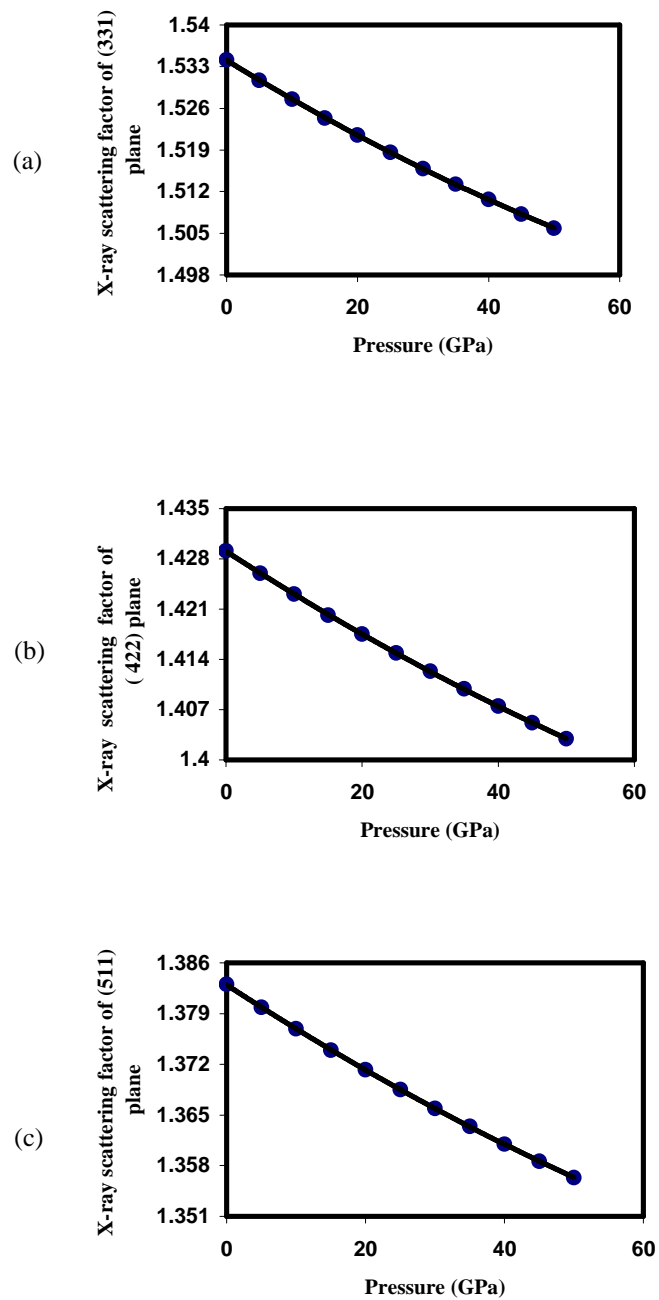 (a)
X-ray scattering factor of (331)
plane
1.54
1.533
1.526
1.519
1.512
1.505
1.498
0 20 40 60
Pressure (GPa)
(b)
X-ray scattering factor of
( 422) plane
1.435
1.428
1.421
1.414
1.407
1.4
0 20 40 60
Pressure (GPa)
(c)
X-ray scattering factor of (511)
plane
1.386
1.379
1.372
1.365
1.358
1.351
0 20 40 60
Pressure (GPa)